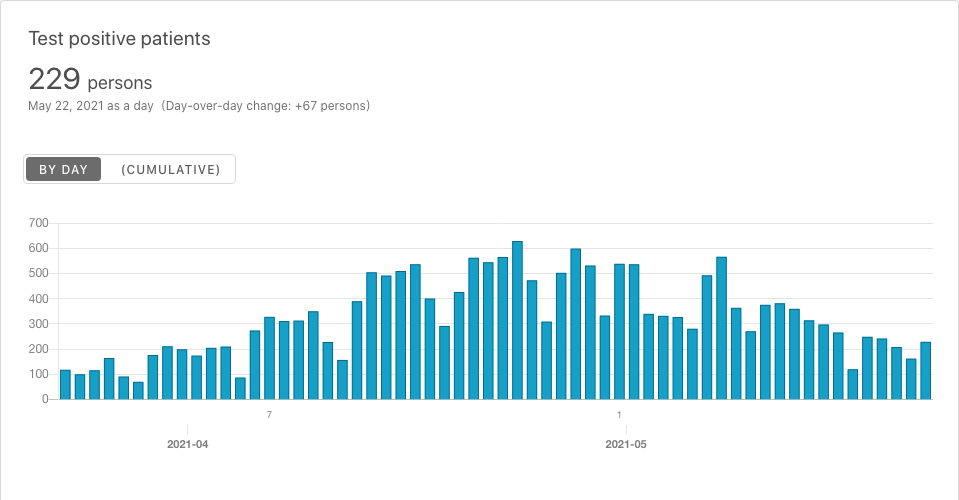 Test positive patients
229 persons
May 22, 2021 as a day (Day-over-day change: +67 persons)
BY DAY (CUMULATIVE)
700
600
500
400
300
200
100
0
7 1
2021-04 2021-05